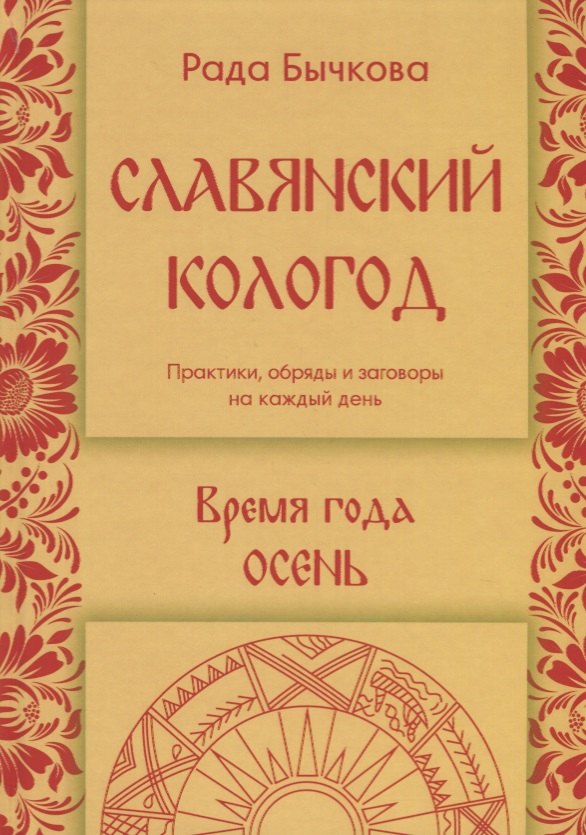 Рада Бычкова
СЛАВЯНСКИЙ
КОЛОГОД
Практики, обряды и заговоры
на каждый день
Время года
ОСЕНЬ